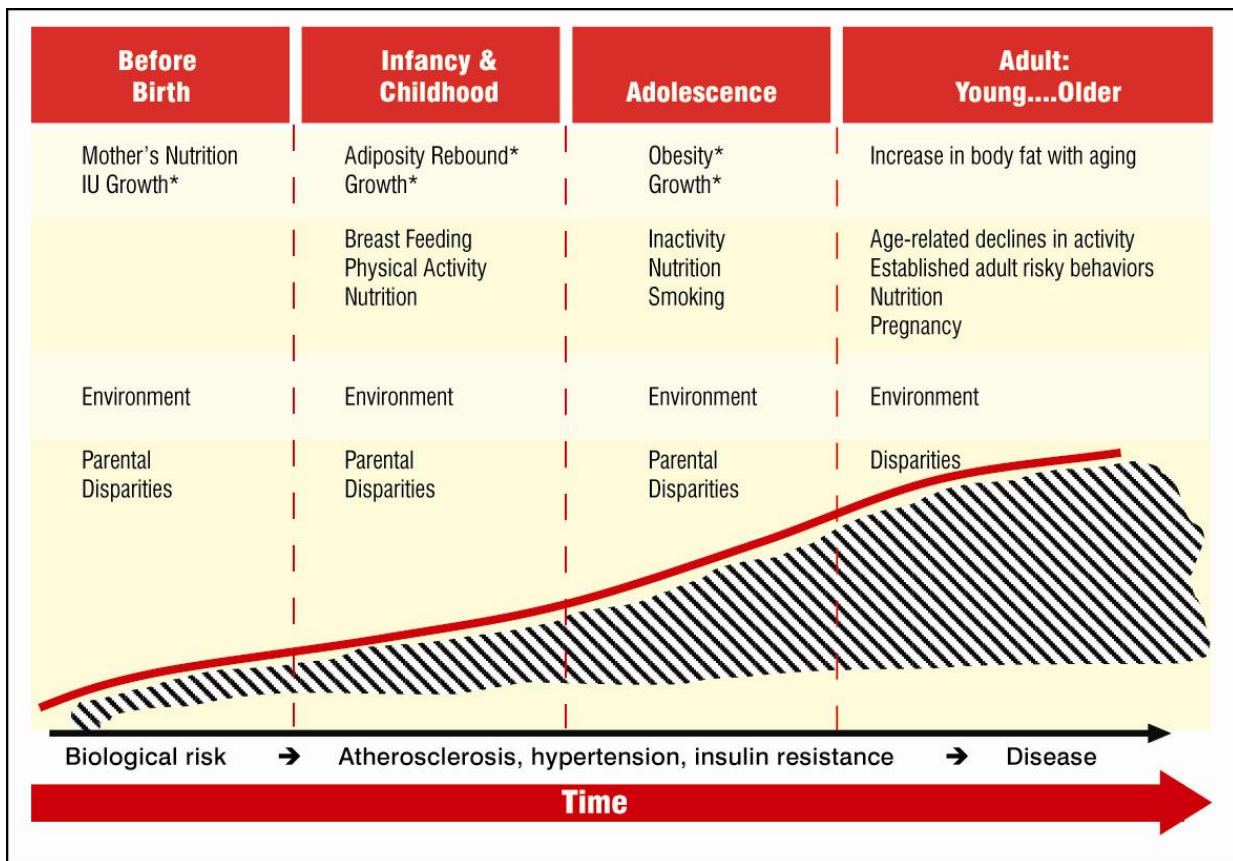 Before
Birth
Infancy &
Childhood
Adolescence
Adult:
Young....Older
Mother's Nutrition
IU Growth*
Adiposity Rebound*
Growth*
Obesity*
Growth*
Increase in body fat with aging
Breast Feeding
Physical Activity
Nutrition
Inactivity
Nutrition
Smoking
Age-related declines in activity
Established adult risky behaviors
Nutrition
Pregnancy
Environment
Environment
Environment
Environment
Parental
Disparities
Parental
Disparities
Parental
Disparities
Disparities
Biological risk → Atherosclerosis, hypertension, insulin resistance → Disease
Time